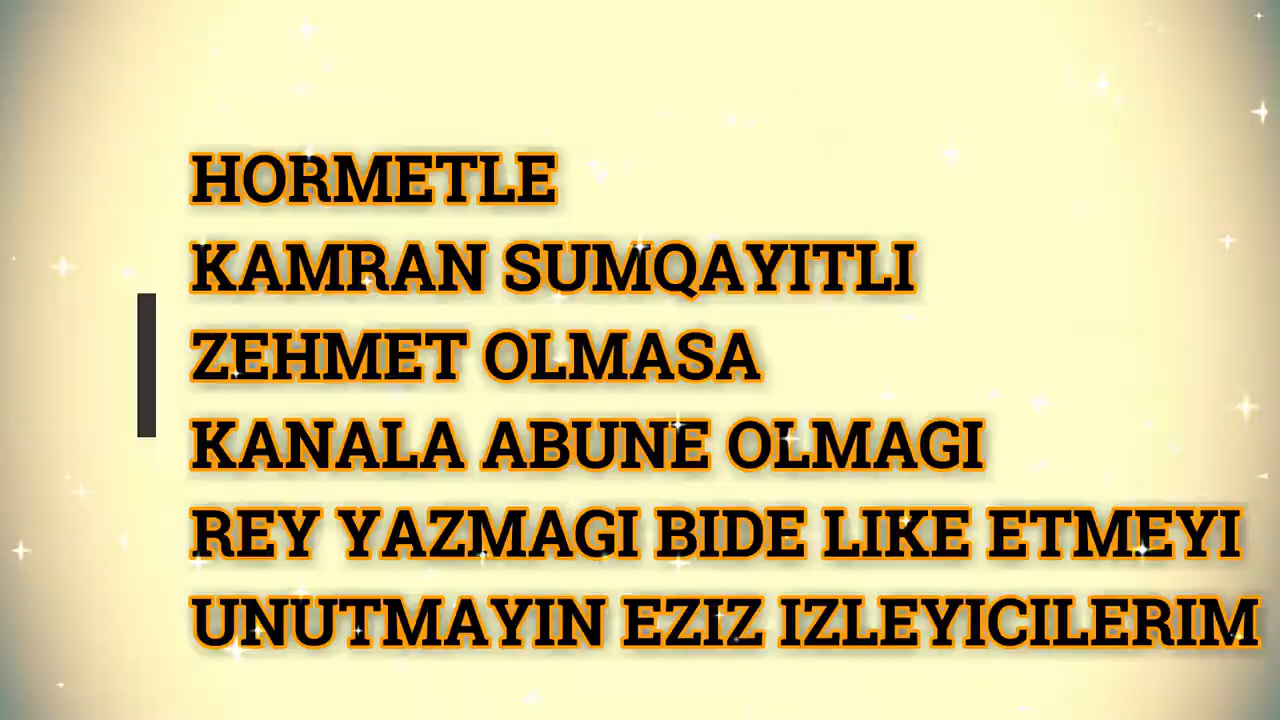 HORMETLE
KAMRAN SUMQAYITLI
ZEHMET OLMASA
KANALA ABUNE OLMAGI
REY YAZMAGI BIDE LIKE ETMEYI
UNUTMAYIN EZIZ IZLEYICILERIM